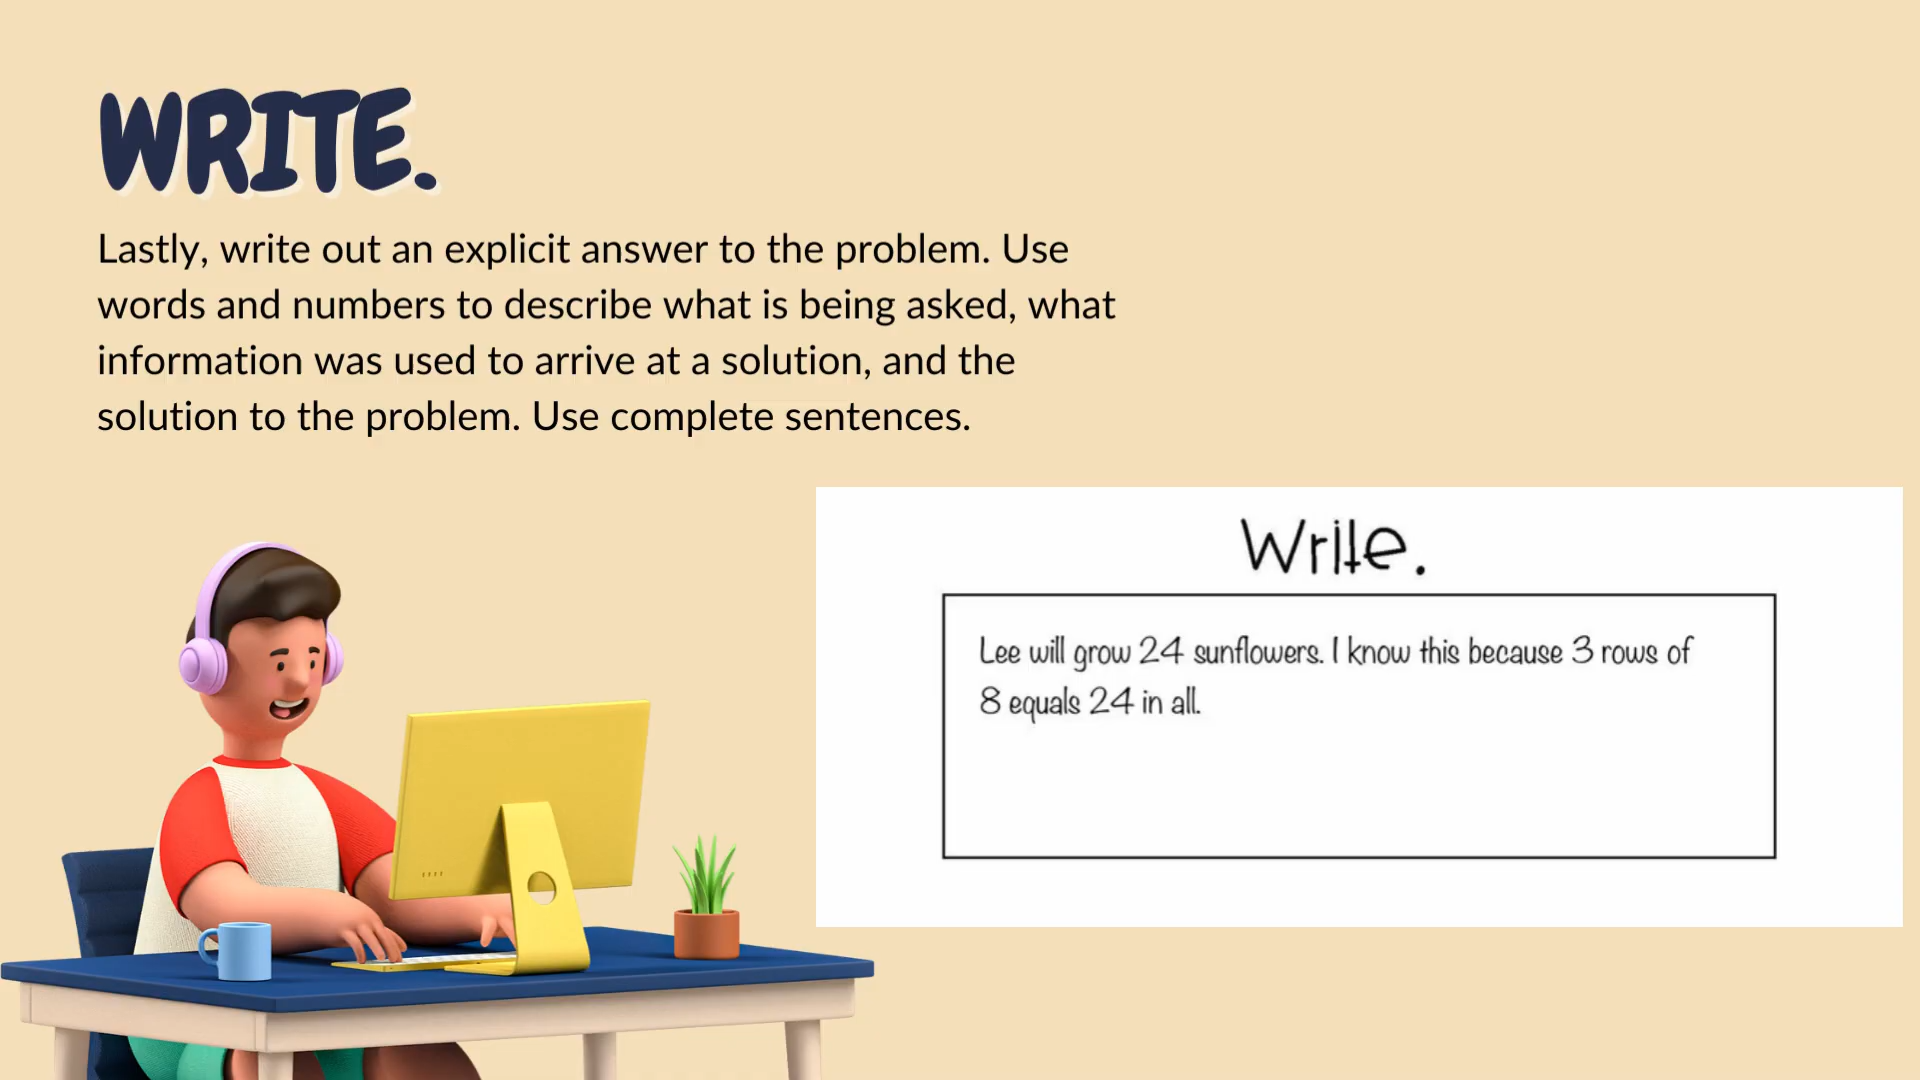 WRITE.
Lastly, write out an explicit answer to the problem. Use
words and numbers to describe what is being asked, what
information was used to arrive at a solution, and the
solution to the problem. Use complete sentences.
Write.
Lee will grow 24 sunflowers. I know this because 3 rows of
8 equals 24 in all.